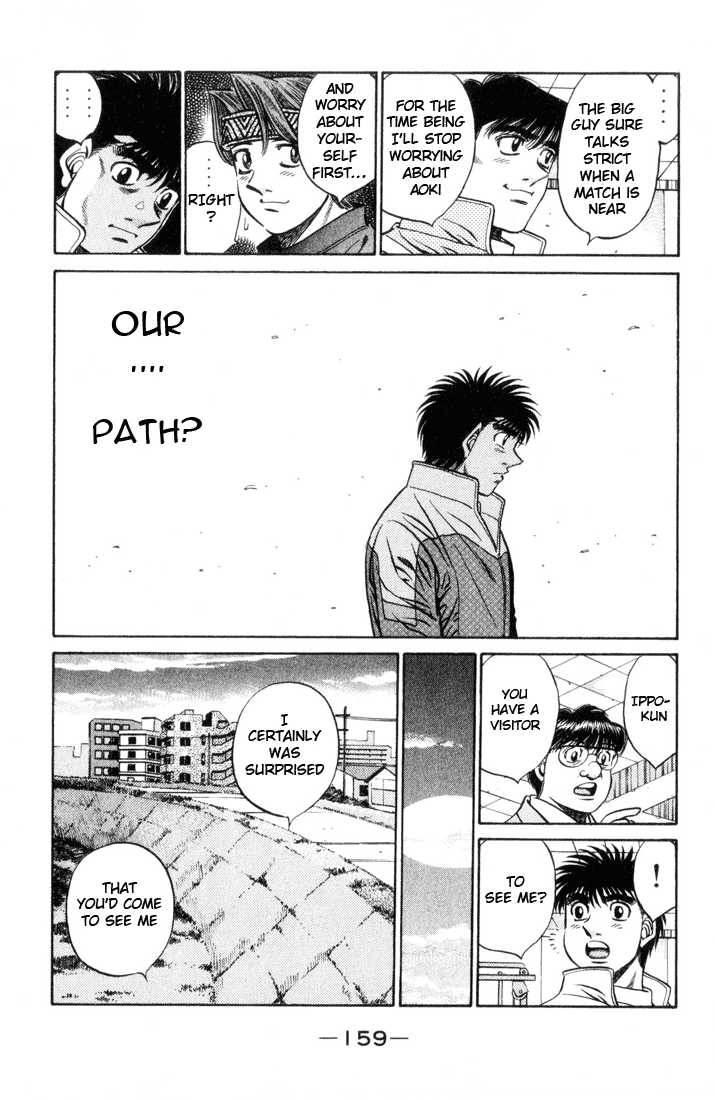 THE BIG
GUY SURE
TALKS
STRICT
WHEN A
MATCH IS
NEAR
FOR THE
TIME BEING
I'LL STOP
WORRYING
ABOUT
AOKI
AND
WORRY
ABOUT
YOUR-
SELF
FIRST...
....
RIGHT
?
....
OUR
....
PATH?
IPPO-
KUN
YOU
HAVE A
VISITOR
!
TO
SEE ME?
I
CERTAINLY
WAS
SURPRISED
THAT
YOU'D COME
TO SEE ME
—159—